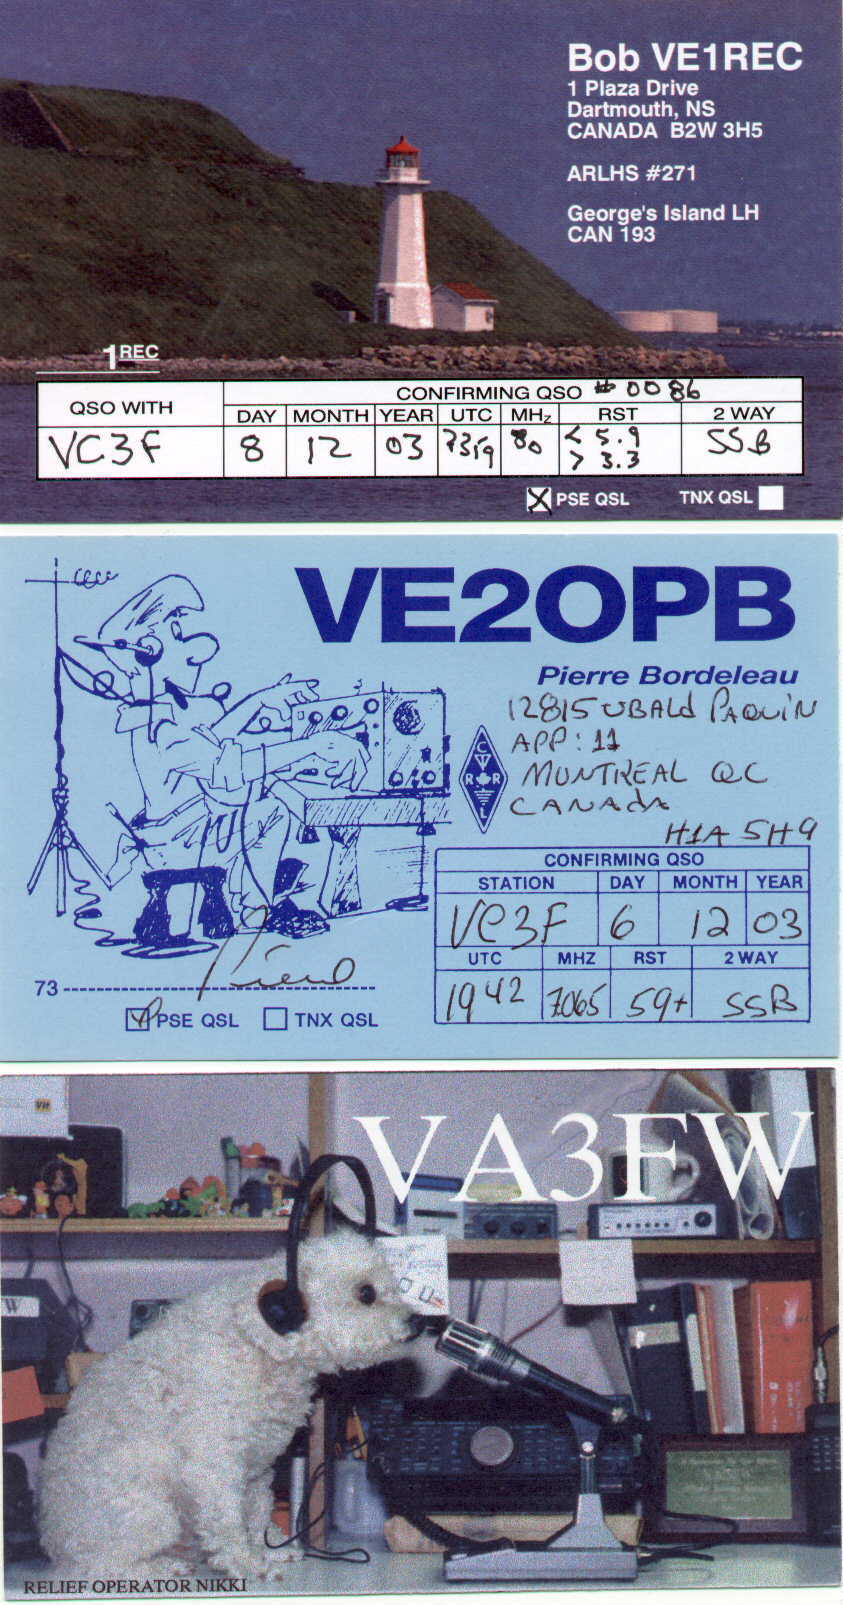 Bob VE1REC
1 Plaza Drive
Dartmouth, NS
CANADA B2W 3H5
ARLHS #271
George's Island LH
CAN 193
1REC
CONFIRMING QSO # 0086
QSO WITH DAY MONTH YEAR UTC MHz RST 2 WAY
VC3F 8 12 03 80 < 5.9 SSB
> 3.3
PSE QSL TNX QSL
VE2OPB
Pierre Bordeleau
12815 UBALd PAQUIN
APP: 11
MONTREAL QC
CANAdA
H1A 5H9
C
R R
L
CONFIRMING QSO
STATION DAY MONTH YEAR
VC3F 6 12 03
UTC MHZ RST 2 WAY
1942 7.065 59+ SSB
73
PSE QSL TNX QSL
VA3FW
RELIEF OPERATOR NIKKI